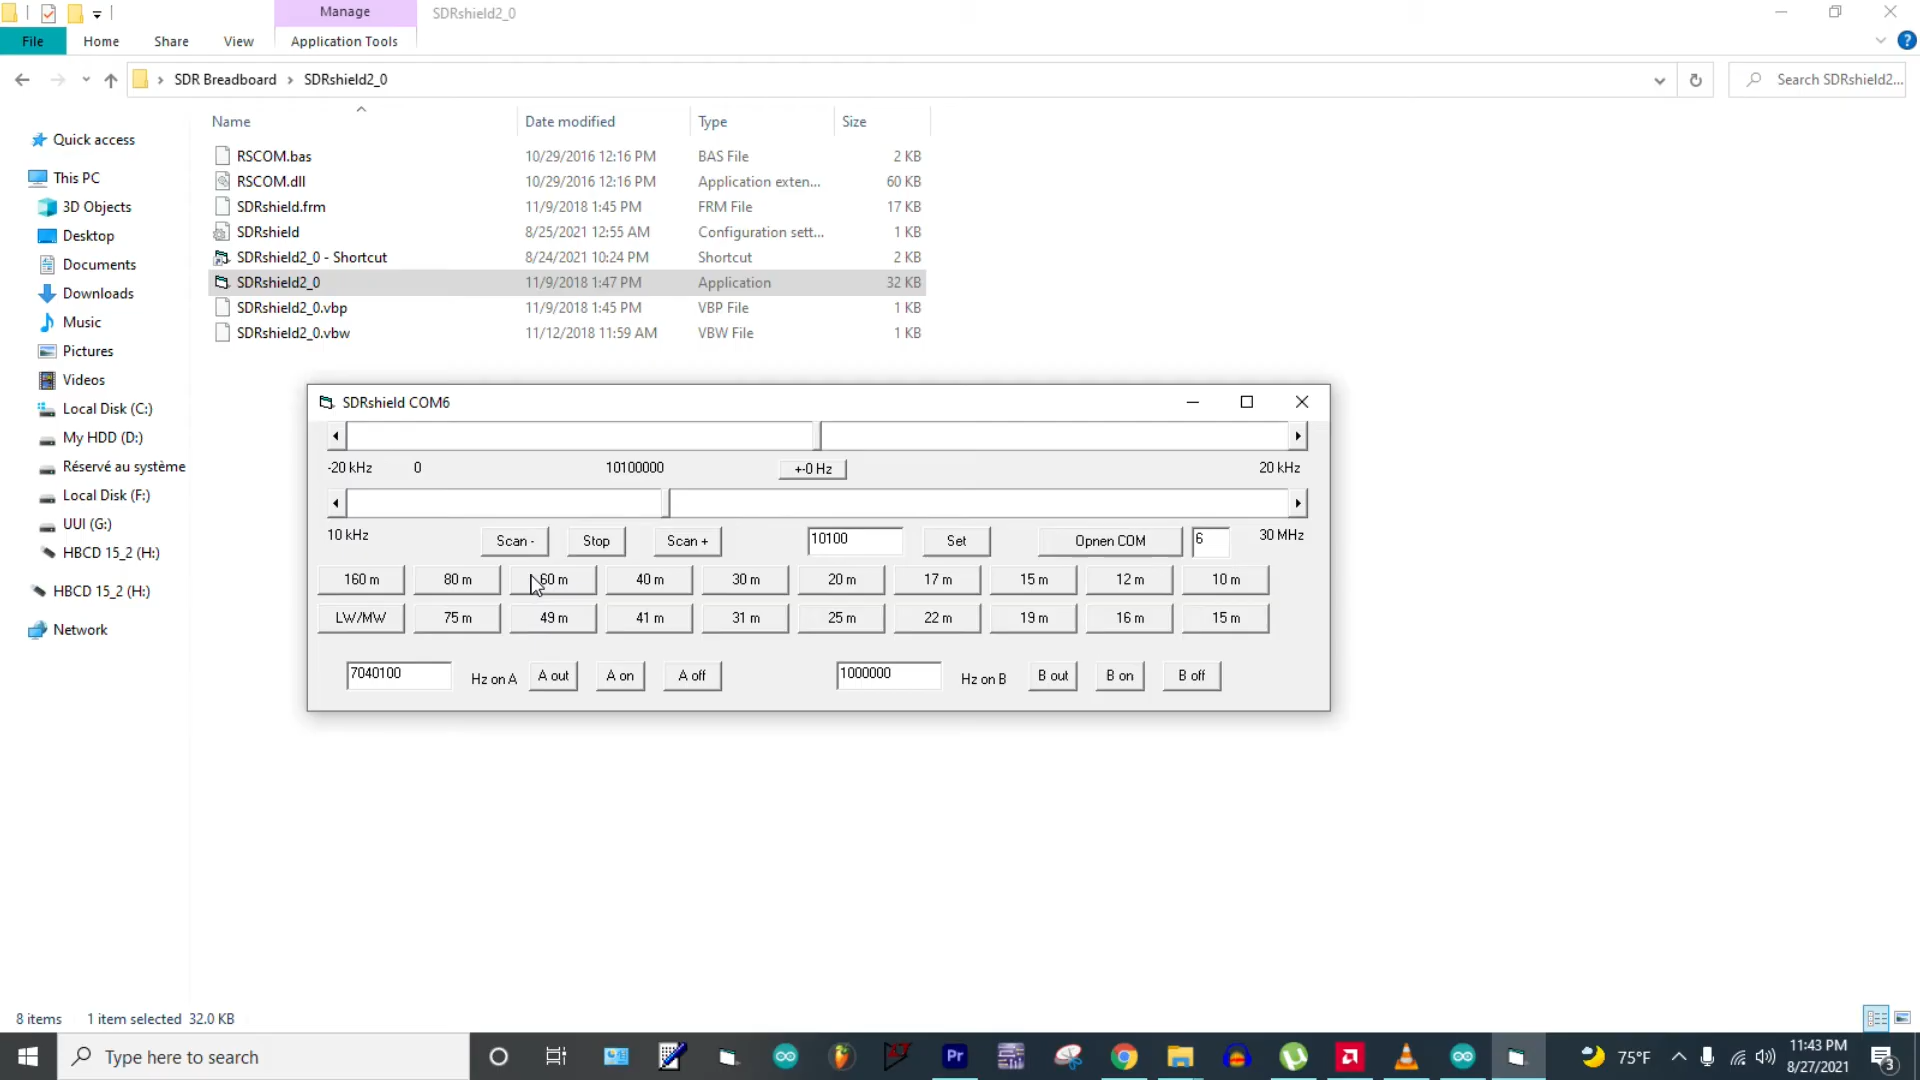 Manage
SDRshield2_0
File
Home
Share
View
Application Tools
SDR Breadboard
SDRshield2_0
Search SDRshield2...
Name
Date modified
Type
Size
Quick access
This PC
3D Objects
Desktop
Documents
Downloads
Music
Pictures
Videos
Local Disk (C:)
My HDD (D:)
Réservé au système
Local Disk (F:)
UUI (G:)
HBCD 15_2 (H:)
HBCD 15_2 (H:)
Network
RSCOM.bas 10/29/2016 12:16 PM BAS File 2 KB
RSCOM.dll 10/29/2016 12:16 PM Application exten... 60 KB
SDRshield.frm 11/9/2018 1:45 PM FRM File 17 KB
SDRshield 8/25/2021 12:55 AM Configuration sett... 1 KB
SDRshield2_0 - Shortcut 8/24/2021 10:24 PM Shortcut 2 KB
SDRshield2_0 11/9/2018 1:47 PM Application 32 KB
SDRshield2_0.vbp 11/9/2018 1:45 PM VBP File 1 KB
SDRshield2_0.vbw 11/12/2018 11:59 AM VBW File 1 KB
SDRshield COM6
-20 kHz 0 10100000 +-0 Hz 20 kHz
10 kHz Scan - Stop Scan + 10100 Set Opnen COM 6 30 MHz
160 m 80 m 60 m 40 m 30 m 20 m 17 m 15 m 12 m 10 m
LW/MW 75 m 49 m 41 m 31 m 25 m 22 m 19 m 16 m 15 m
7040100 Hz on A A out A on A off 1000000 Hz on B B out B on B off
8 items 1 item selected 32.0 KB
Type here to search
Pr
75°F
11:43 PM
8/27/2021
3